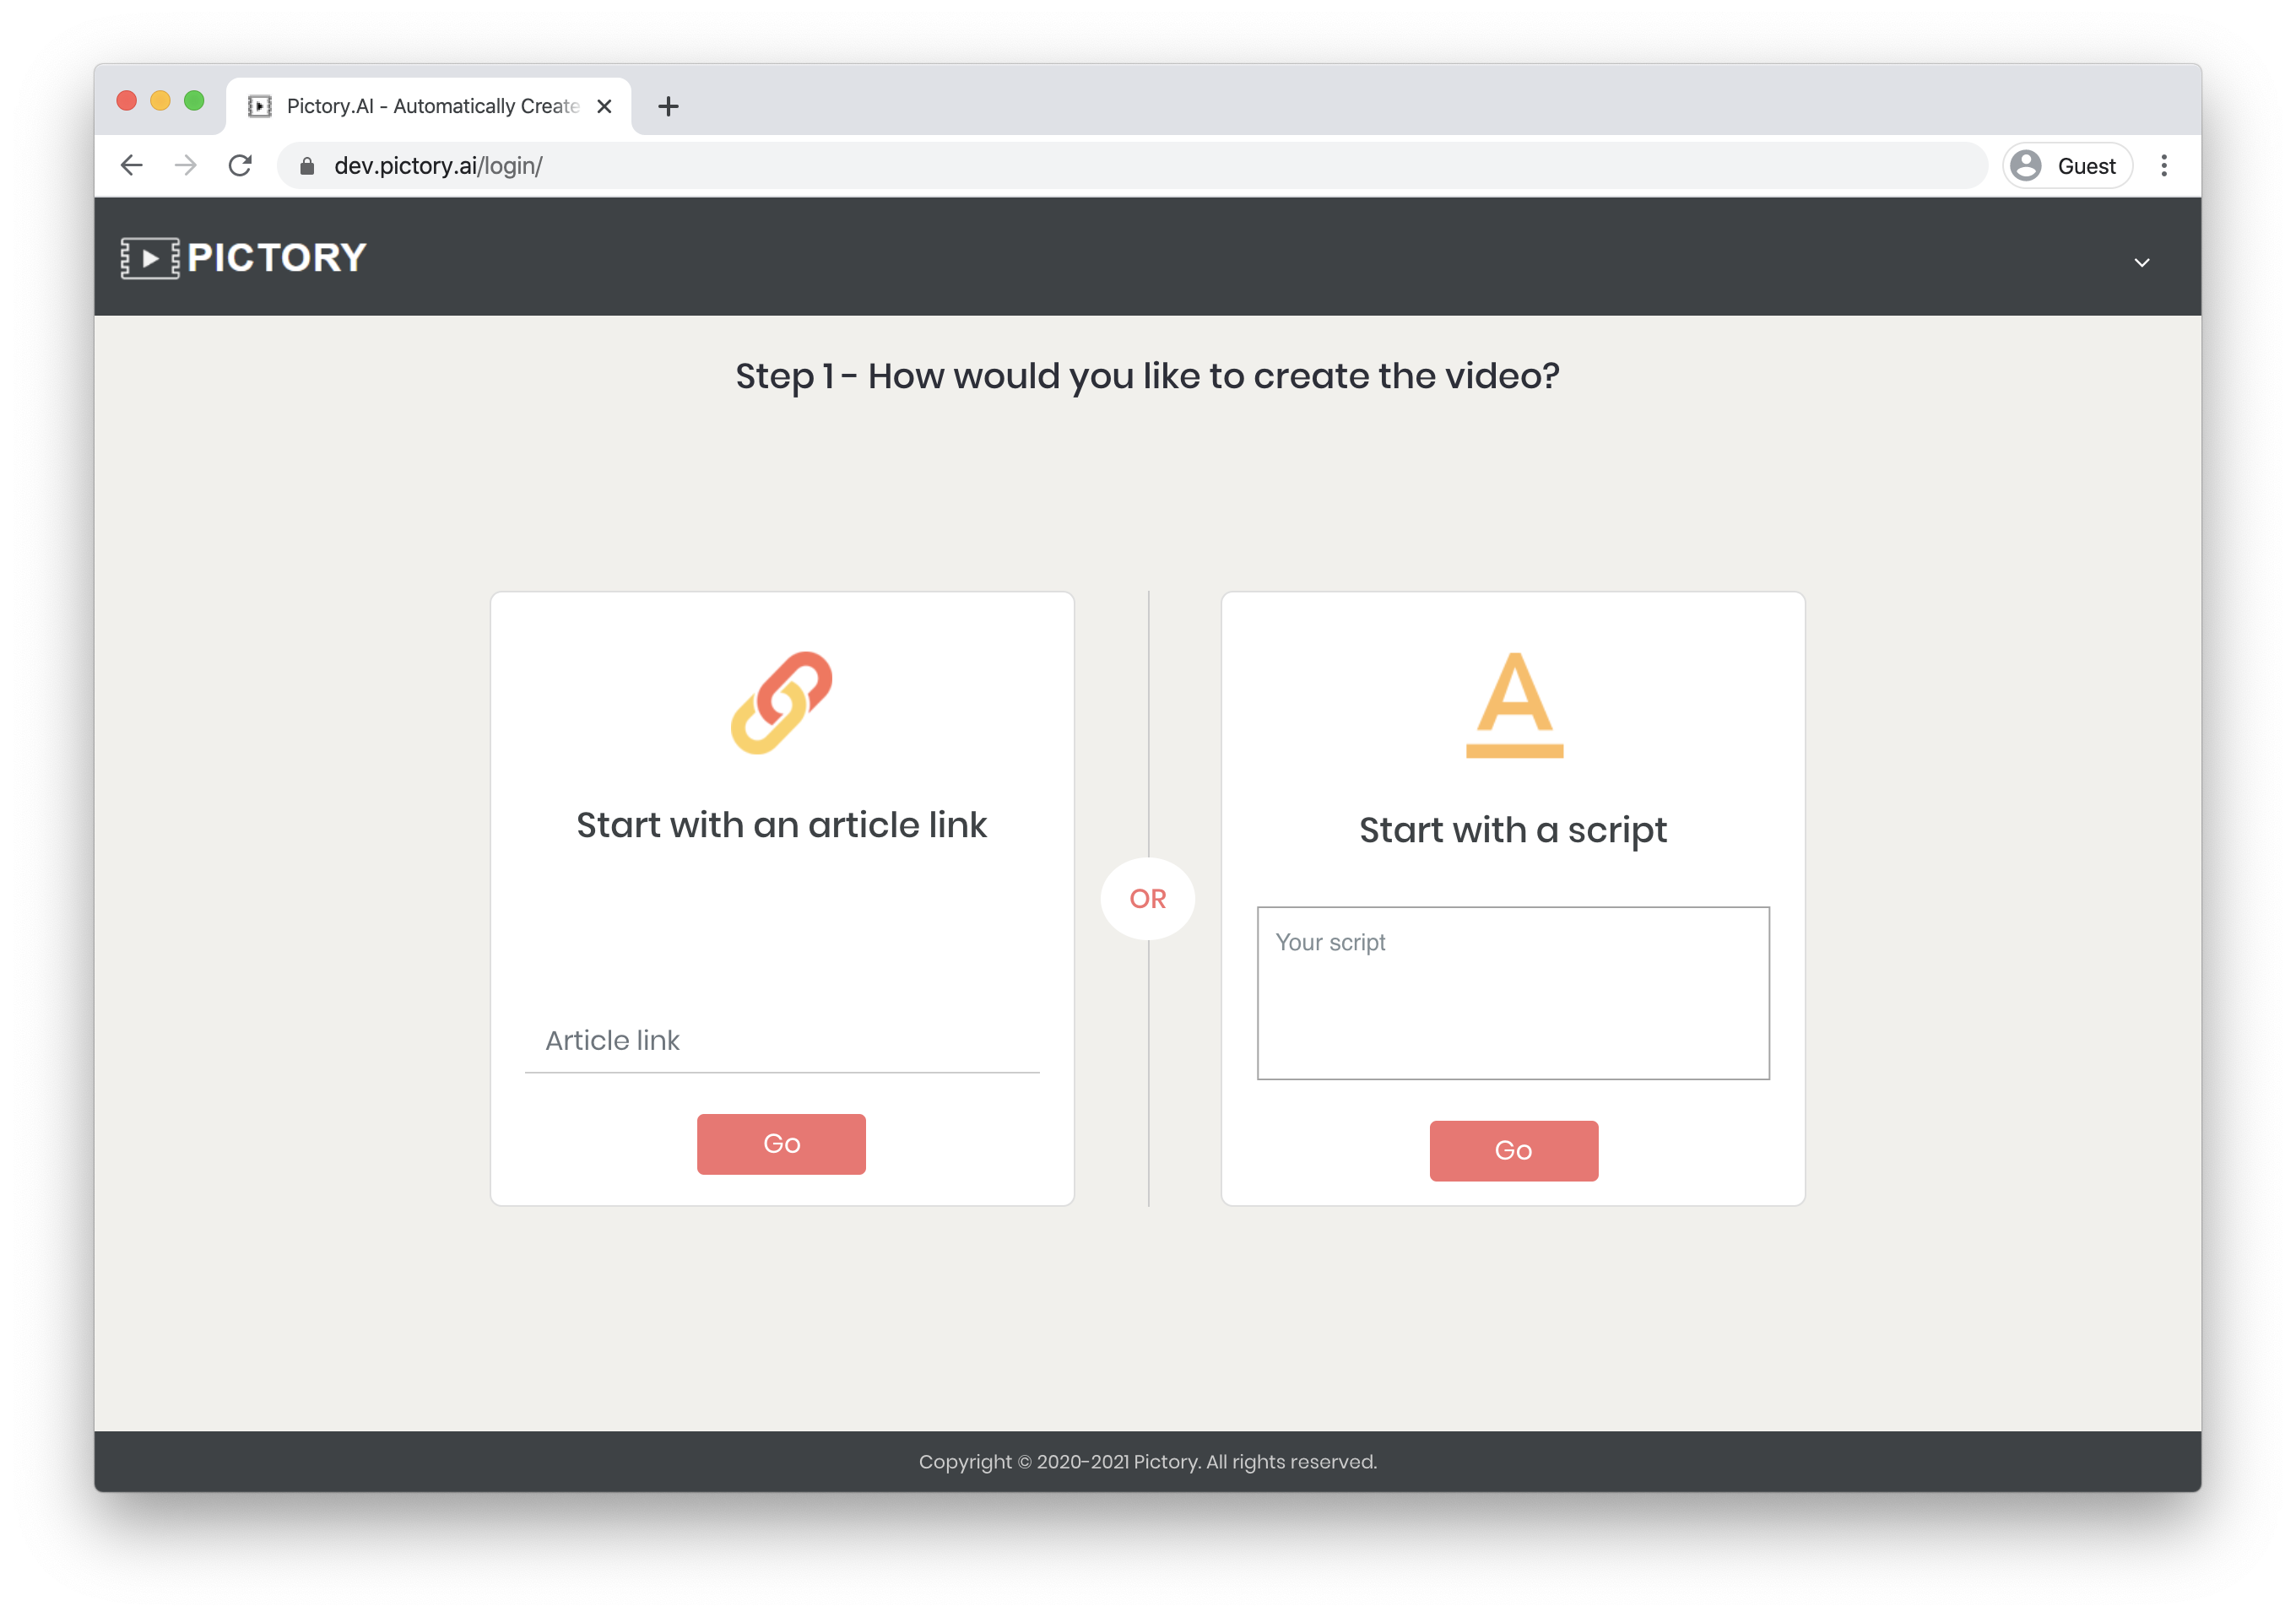 Pictory.AI - Automatically Create
dev.pictory.ai/login/
Guest
PICTORY
Step 1 - How would you like to create the video?
Start with an article link
Article link
Go
OR
A
Start with a script
Your script
Go
Copyright © 2020-2021 Pictory. All rights reserved.